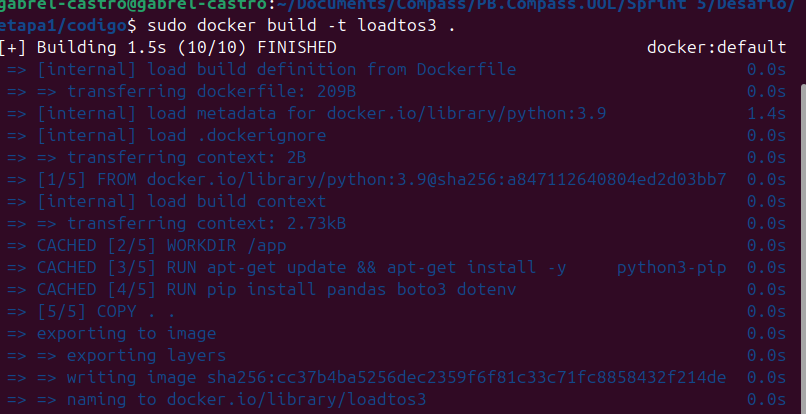 gabrel-castro@gabrel-castro:~/Documents/Compass/PB.Compass.UOL/Sprint 5/Desafio/
etapa1/codigo$ sudo docker build -t loadtos3 .
[+] Building 1.5s (10/10) FINISHED docker:default
=> [internal] load build definition from Dockerfile 0.0s
=> => transferring dockerfile: 209B 0.0s
=> [internal] load metadata for docker.io/library/python:3.9 1.4s
=> [internal] load .dockerignore 0.0s
=> => transferring context: 2B 0.0s
=> [1/5] FROM docker.io/library/python:3.9@sha256:a847112640804ed2d03bb7 0.0s
=> [internal] load build context 0.0s
=> => transferring context: 2.73kB 0.0s
=> CACHED [2/5] WORKDIR /app 0.0s
=> CACHED [3/5] RUN apt-get update && apt-get install -y     python3-pip 0.0s
=> CACHED [4/5] RUN pip install pandas boto3 dotenv 0.0s
=> [5/5] COPY . . 0.0s
=> exporting to image 0.0s
=> => exporting layers 0.0s
=> => writing image sha256:cc37b4ba5256dec2359f6f81c33c71fc8858432f214de 0.0s
=> => naming to docker.io/library/loadtos3 0.0s